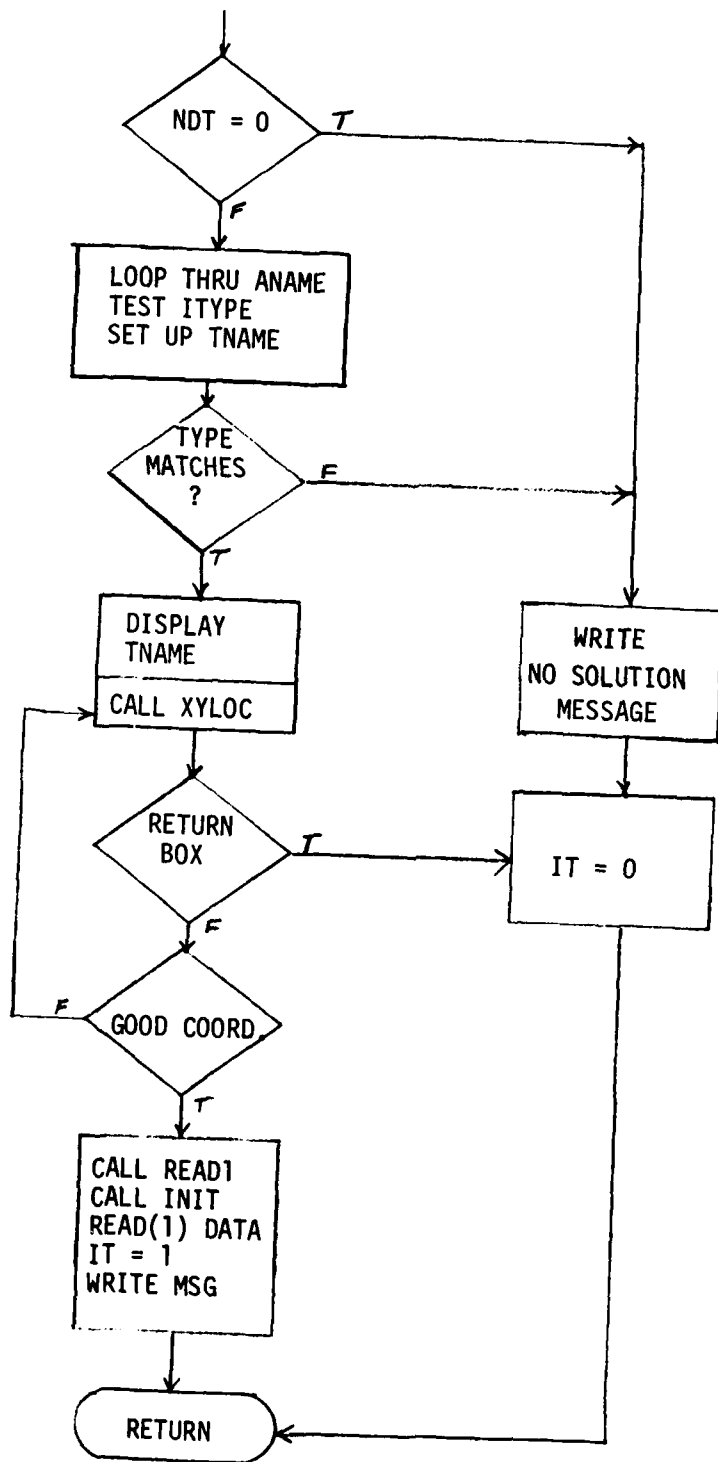 NDT = 0
T
F
LOOP THRU ANAME
TEST ITYPE
SET UP TNAME
TYPE
MATCHES
?
F
T
DISPLAY
TNAME
CALL XYLOC
WRITE
NO SOLUTION
MESSAGE
RETURN
BOX
T
IT = 0
F
GOOD COORD
F
T
CALL READ1
CALL INIT
READ(1) DATA
IT = 1
WRITE MSG
RETURN